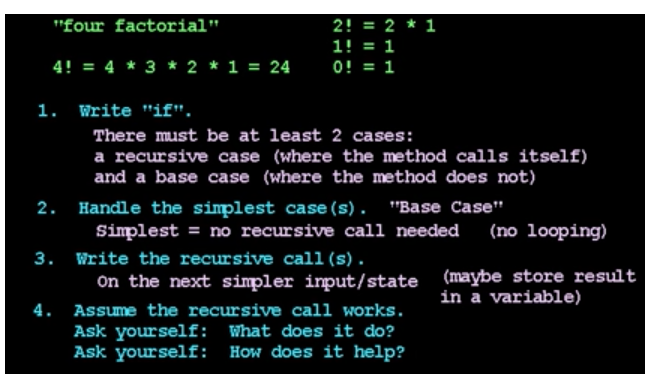 "four factorial" 2! = 2 * 1
1! = 1
4! = 4 * 3 * 2 * 1 = 24 0! = 1
1. Write "if".
There must be at least 2 cases:
a recursive case (where the method calls itself)
and a base case (where the method does not)
2. Handle the simplest case(s). "Base Case"
Simplest = no recursive call needed (no looping)
3. Write the recursive call(s).
On the next simpler input/state (maybe store result
in a variable)
4. Assume the recursive call works.
Ask yourself: What does it do?
Ask yourself: How does it help?